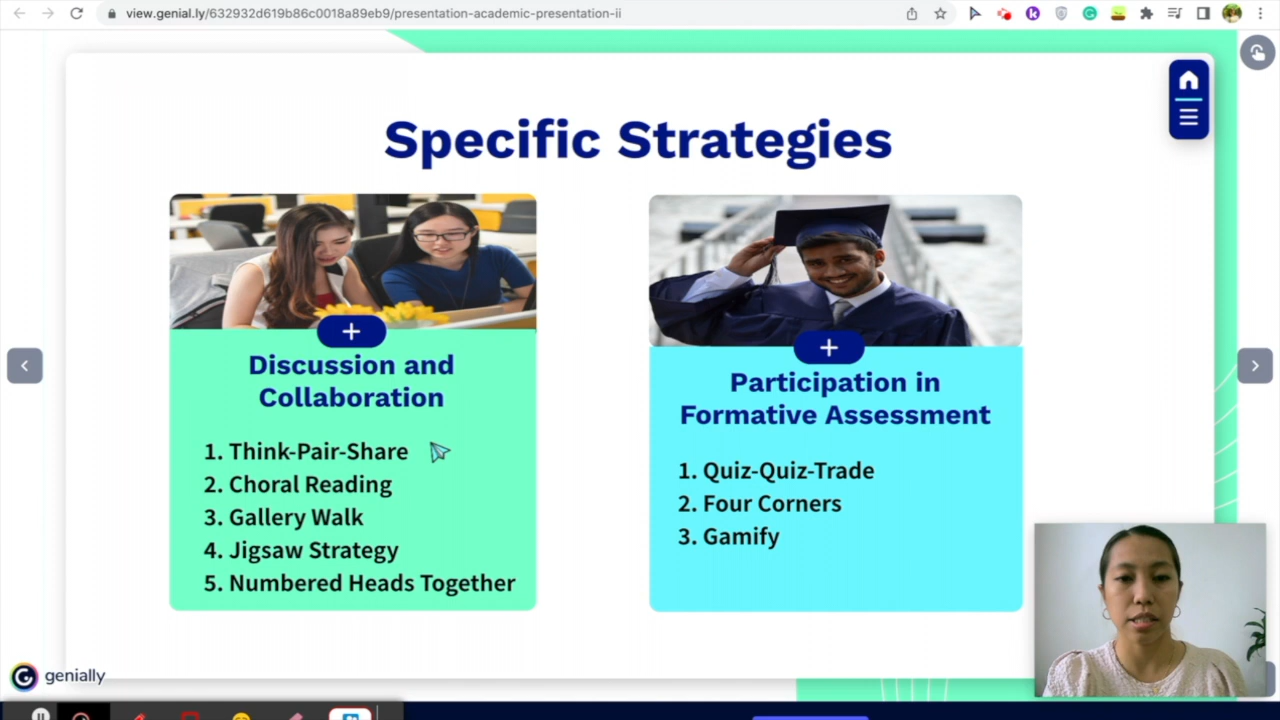 view.genial.ly/632932d619b86c0018a89eb9/presentation-academic-presentation-ii
Specific Strategies
Discussion and
Collaboration
1. Think-Pair-Share
2. Choral Reading
3. Gallery Walk
4. Jigsaw Strategy
5. Numbered Heads Together
Participation in
Formative Assessment
1. Quiz-Quiz-Trade
2. Four Corners
3. Gamify
genially